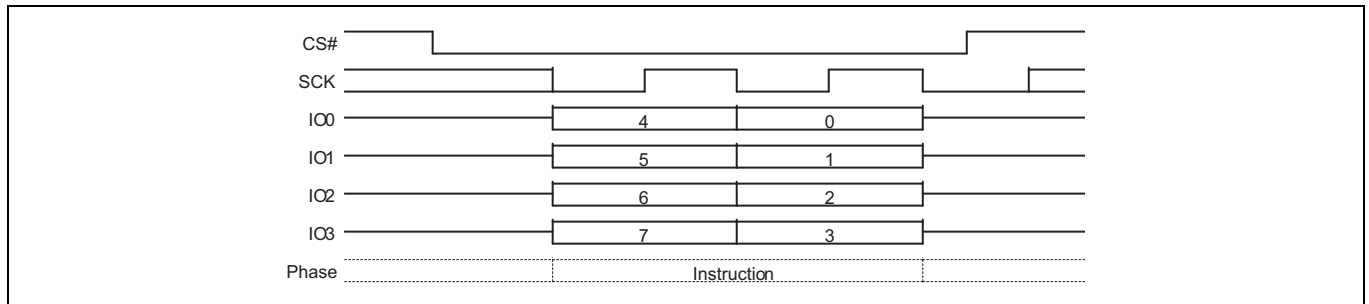 CS#
SCK
IO0 4 0
IO1 5 1
IO2 6 2
IO3 7 3
Phase Instruction